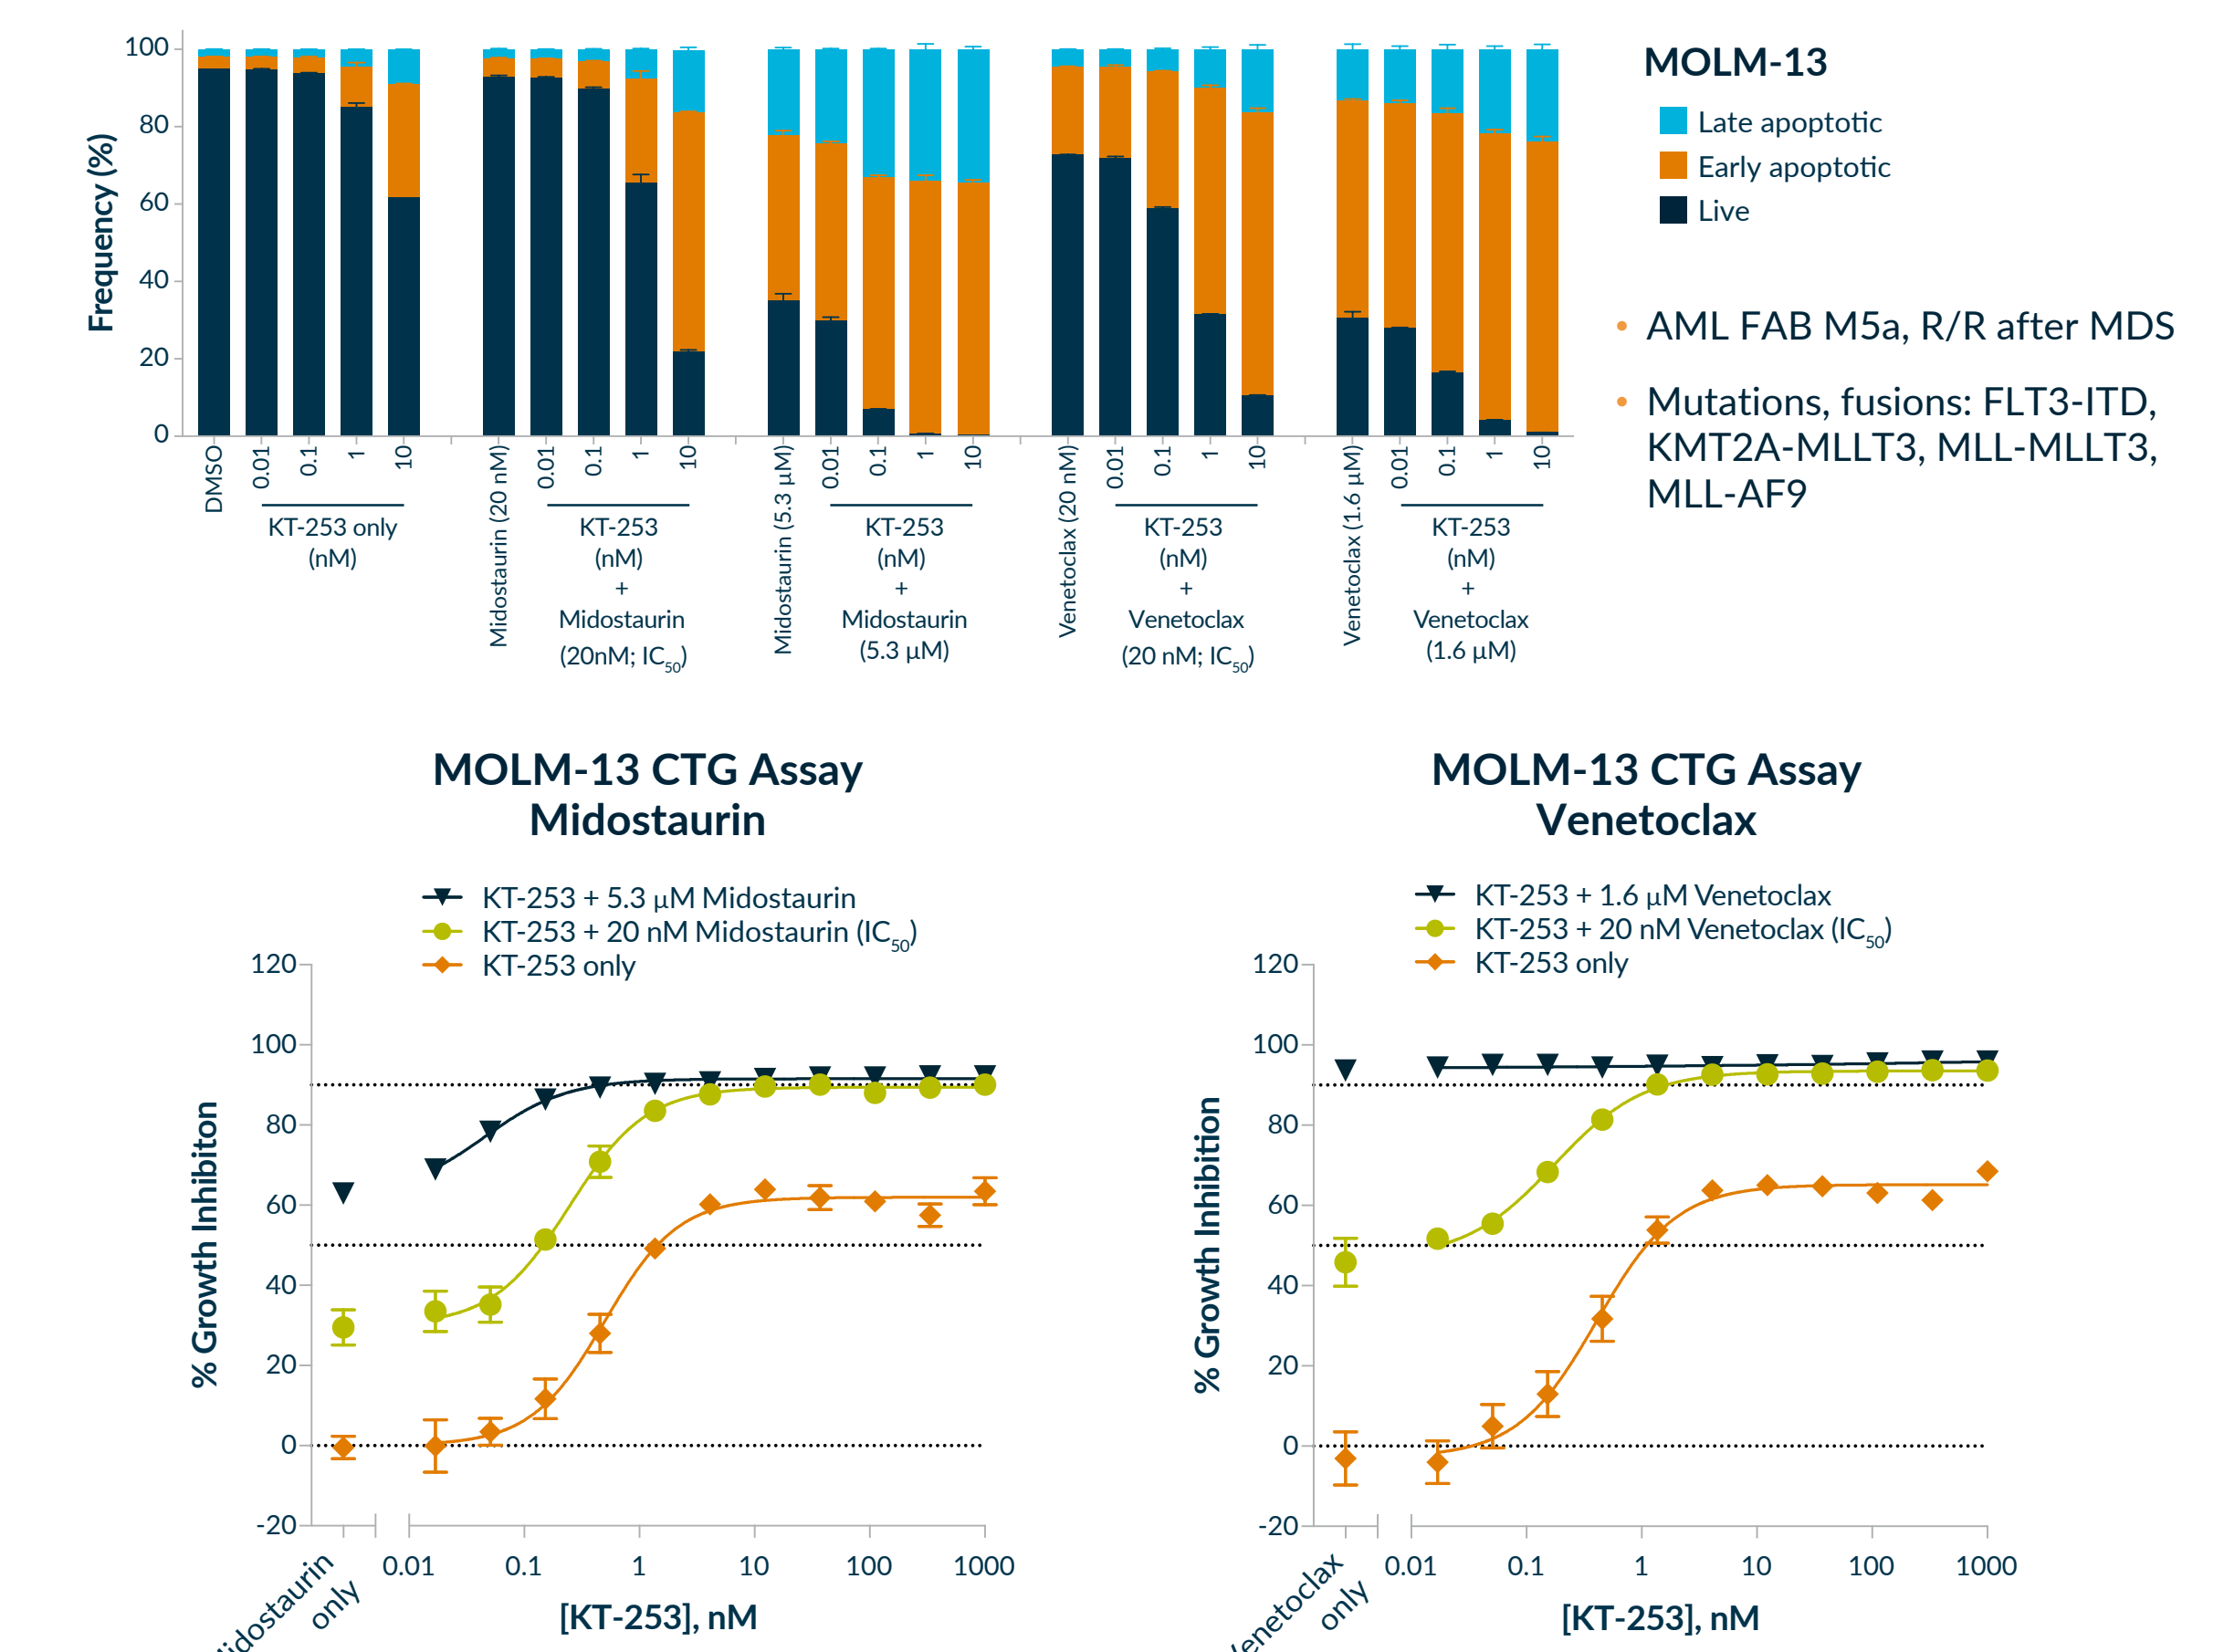 MOLM-13
Late apoptotic
Early apoptotic
Live
Frequency (%)
100
80
60
40
20
0
DMSO
0.01
0.1
1
10
KT-253 only
(nM)
Midostaurin (20 nM)
0.01
0.1
1
10
KT-253
(nM)
+
Midostaurin
(20nM; IC50)
Midostaurin (5.3 µM)
0.01
0.1
1
10
KT-253
(nM)
+
Midostaurin
(5.3 µM)
Venetoclax (20 nM)
0.01
0.1
1
10
KT-253
(nM)
+
Venetoclax
(20 nM; IC50)
Venetoclax (1.6 µM)
0.01
0.1
1
10
KT-253
(nM)
+
Venetoclax
(1.6 µM)
• AML FAB M5a, R/R after MDS
• Mutations, fusions: FLT3-ITD,
KMT2A-MLLT3, MLL-MLLT3,
MLL-AF9
MOLM-13 CTG Assay
Midostaurin
KT-253 + 5.3 µM Midostaurin
KT-253 + 20 nM Midostaurin (IC50)
KT-253 only
% Growth Inhibiton
120
100
80
60
40
20
0
-20
Midostaurin
only
0.01
0.1
1
10
100
1000
[KT-253], nM
MOLM-13 CTG Assay
Venetoclax
KT-253 + 1.6 µM Venetoclax
KT-253 + 20 nM Venetoclax (IC50)
KT-253 only
% Growth Inhibition
120
100
80
60
40
20
0
-20
Venetoclax
only
0.01
0.1
1
10
100
1000
[KT-253], nM